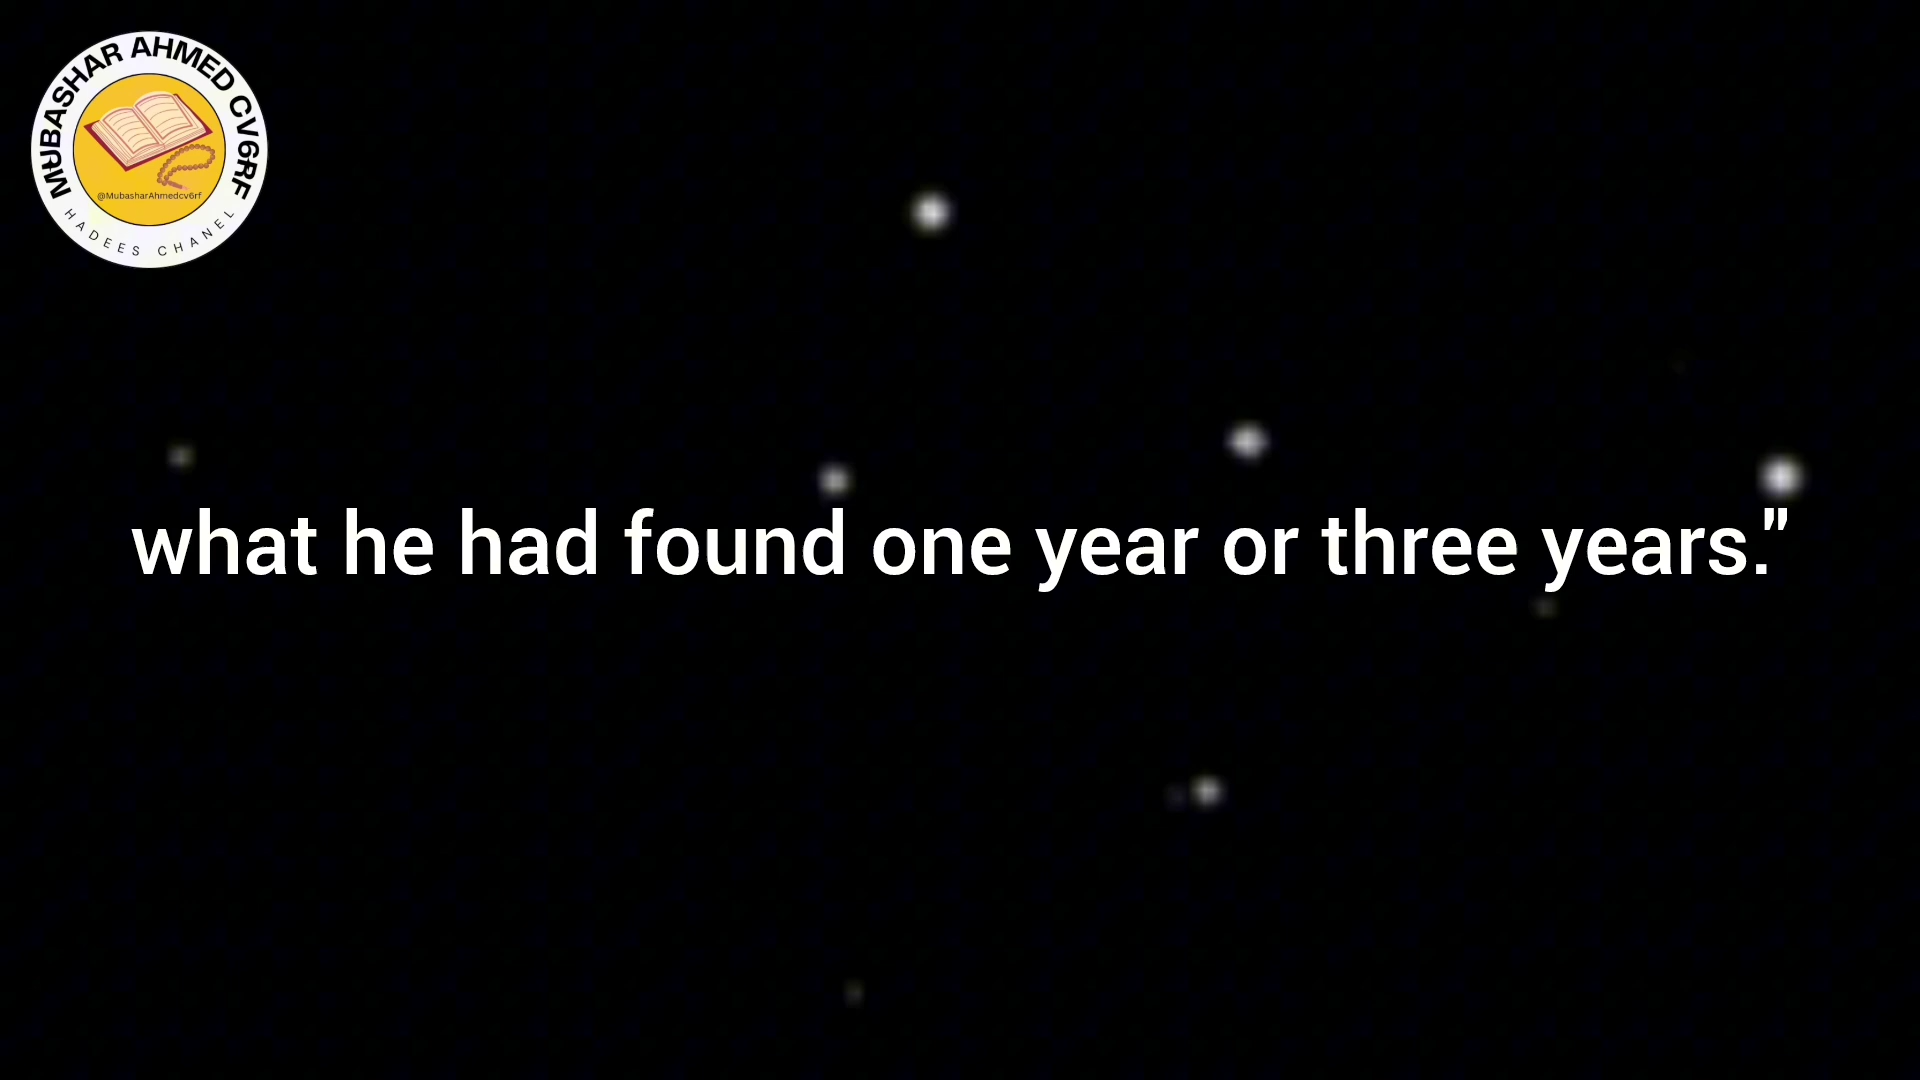 MUBASHAR AHMED CV6RF
@MubasharAhmedcv6rf
HADEES CHANEL
what he had found one year or three years."